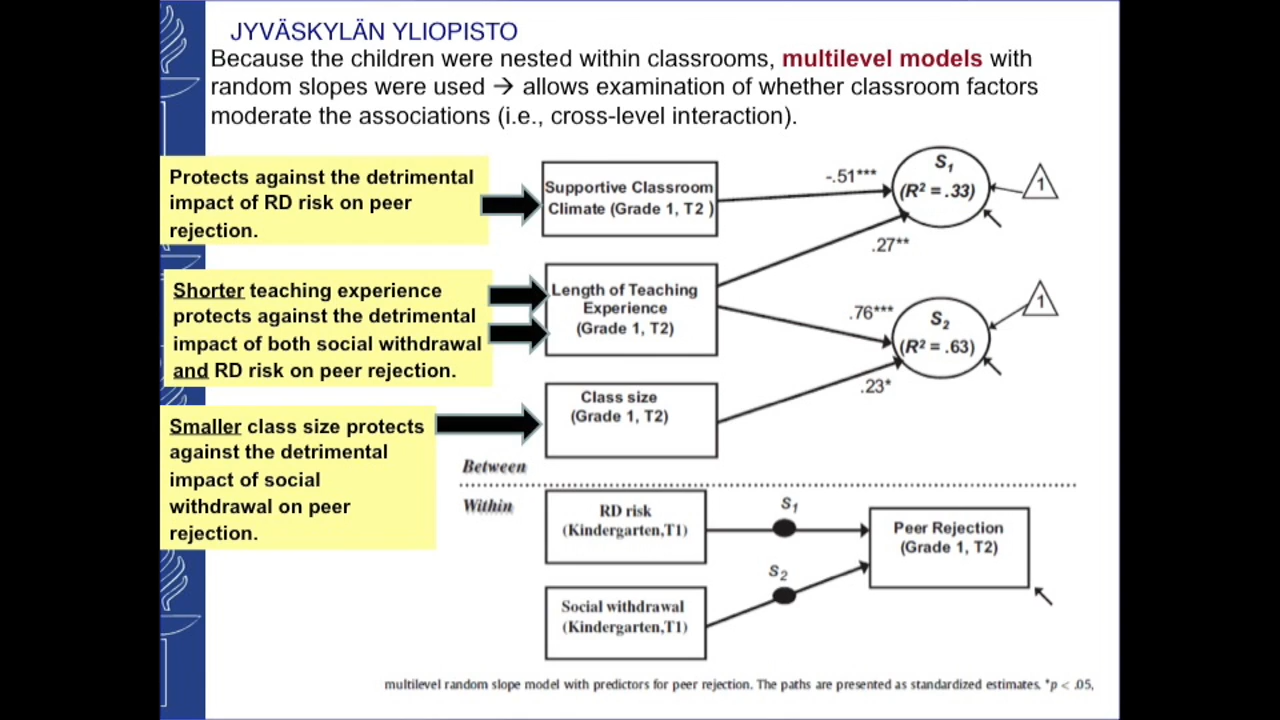 JYVÄSKYLÄN YLIOPISTO
Because the children were nested within classrooms, multilevel models with
random slopes were used → allows examination of whether classroom factors
moderate the associations (i.e., cross-level interaction).
Protects against the detrimental
impact of RD risk on peer
rejection.
Shorter teaching experience
protects against the detrimental
impact of both social withdrawal
and RD risk on peer rejection.
Smaller class size protects
against the detrimental
impact of social
withdrawal on peer
rejection.
Supportive Classroom
Climate (Grade 1, T2 )
Length of Teaching
Experience
(Grade 1, T2)
Class size
(Grade 1, T2)
-.51***
.27**
.76***
.23*
S1
(R² = .33)
1
S2
(R² = .63)
1
Between
Within
RD risk
(Kindergarten,T1)
Social withdrawal
(Kindergarten,T1)
S1
S2
Peer Rejection
(Grade 1, T2)
multilevel random slope model with predictors for peer rejection. The paths are presented as standardized estimates. *p < .05,